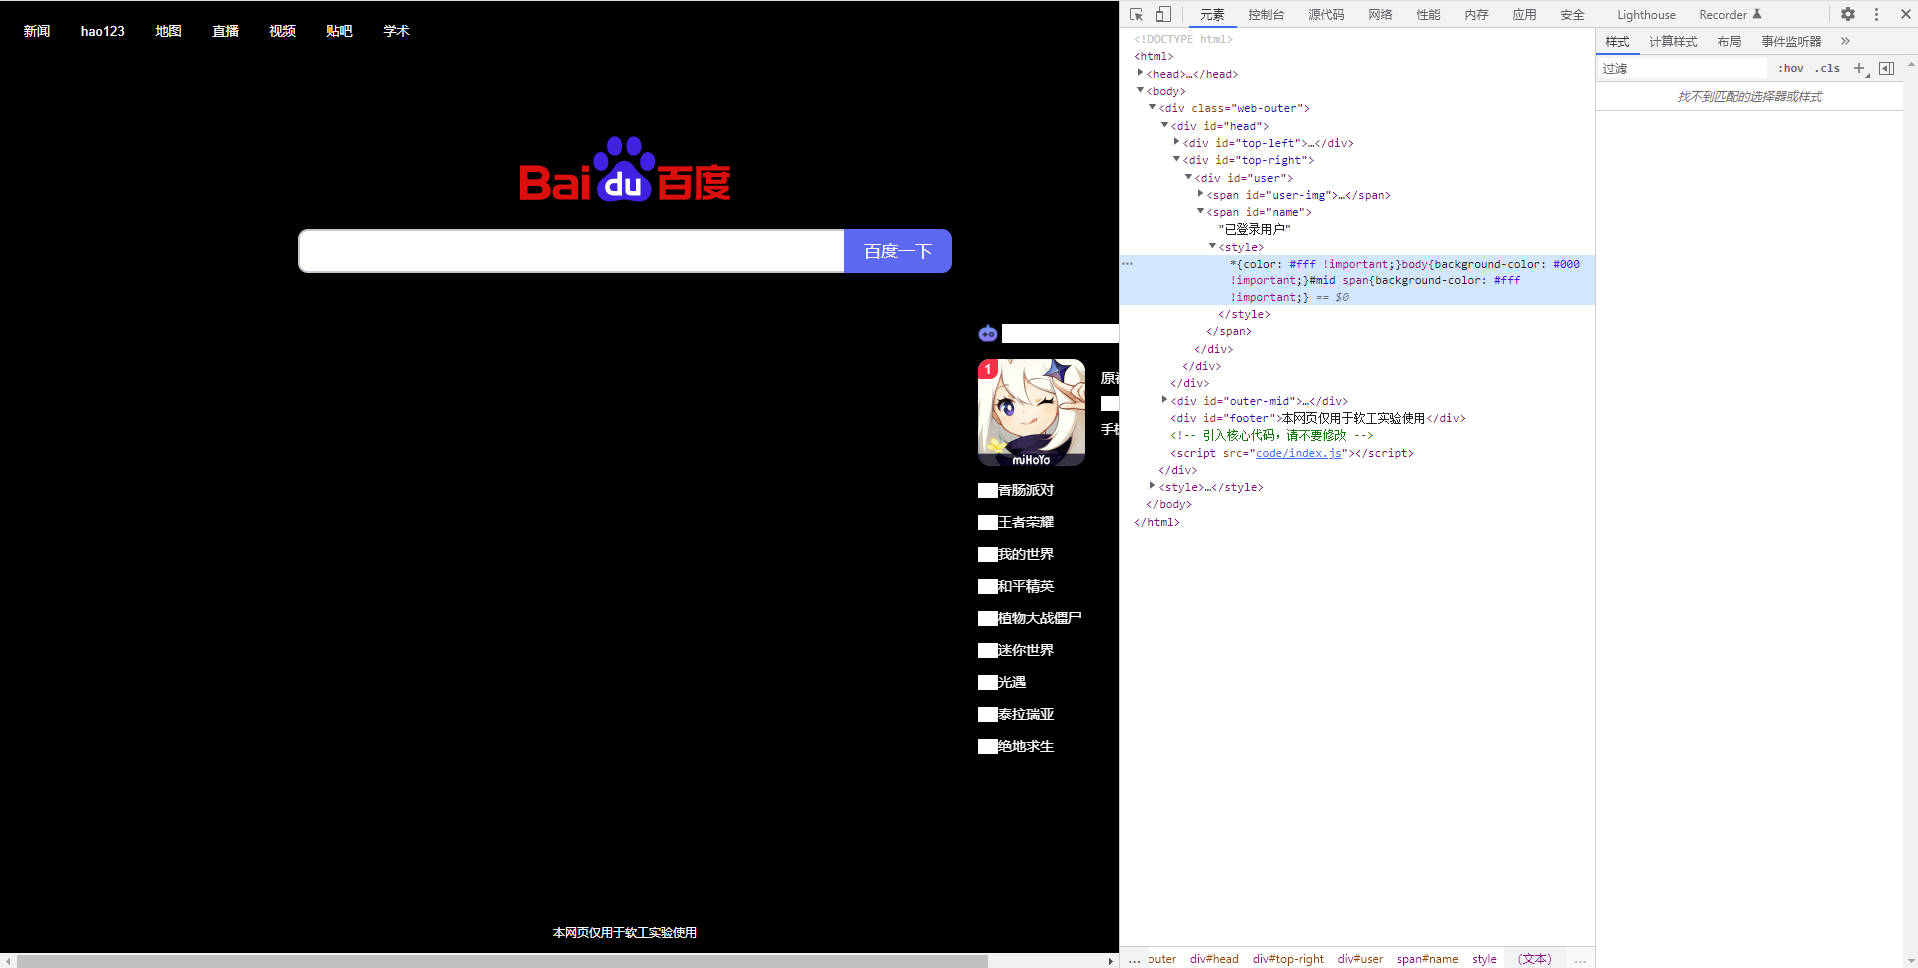 新闻 hao123 地图 直播 视频 贴吧 学术
Baidu百度
百度一下
1
miHoYo
原
手
香肠派对
王者荣耀
我的世界
和平精英
植物大战僵尸
迷你世界
光遇
泰拉瑞亚
绝地求生
本网页仅用于软工实验使用
元素 控制台 源代码 网络 性能 内存 应用 安全 Lighthouse Recorder
<!DOCTYPE html>
<html>
<head>…</head>
<body>
<div class="web-outer">
<div id="head">
<div id="top-left">…</div>
<div id="top-right">
<div id="user">
<span id="user-img">…</span>
<span id="name">
"已登录用户"
<style>
*{color: #fff !important;}body{background-color: #000
!important;}#mid span{background-color: #fff
!important;} == $0
</style>
</span>
</div>
</div>
</div>
<div id="outer-mid">…</div>
<div id="footer">本网页仅用于软工实验使用</div>
<!-- 引入核心代码，请不要修改 -->
<script src="code/index.js"></script>
</div>
<style>…</style>
</body>
</html>
… outer div#head div#top-right div#user span#name style (文本) …
样式 计算样式 布局 事件监听器 »
过滤 :hov .cls +
找不到匹配的选择器或样式